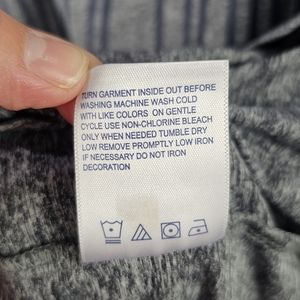 TURN GARMENT INSIDE OUT BEFORE
WASHING MACHINE WASH COLD
WITH LIKE COLORS ON GENTLE
CYCLE USE NON-CHLORINE BLEACH
ONLY WHEN NEEDED TUMBLE DRY
LOW REMOVE PROMPTLY LOW IRON
IF NECESSARY DO NOT IRON
DECORATION